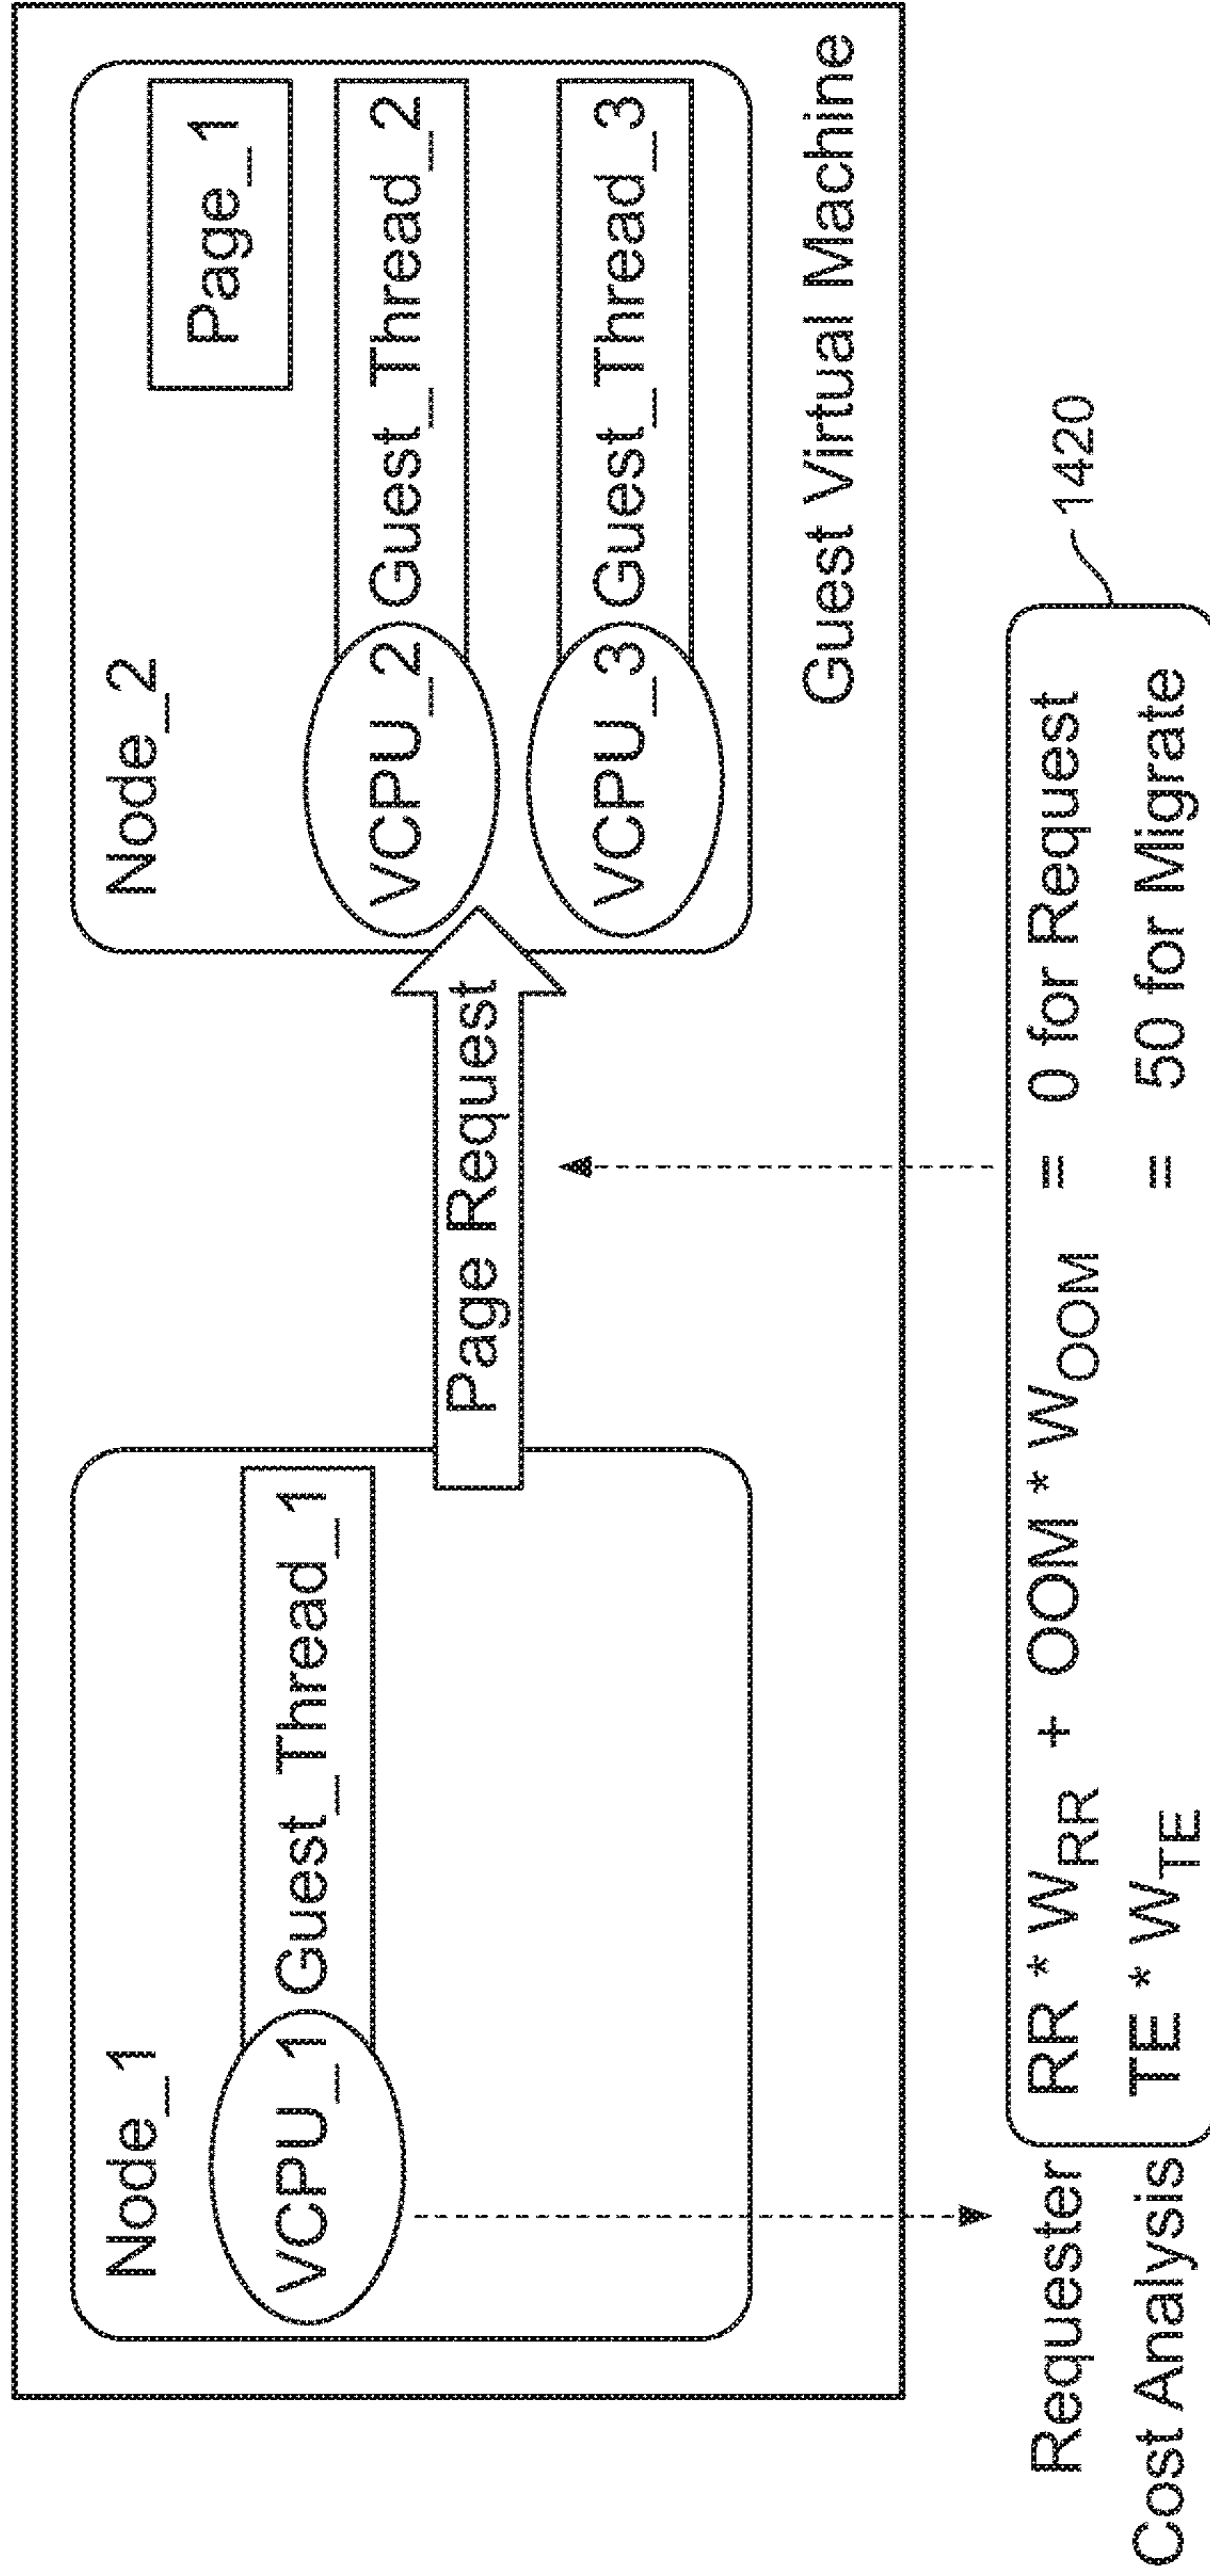 Node_1
VCPU_1 Guest_Thread_1
Page Request
Node_2
Page_1
VCPU_2 Guest_Thread_2
VCPU_3 Guest_Thread_3
Guest Virtual Machine
1420
Requester
Cost Analysis
RR * WRR + OOM * WOOM = 0 for Request
TE * WTE = 50 for Migrate